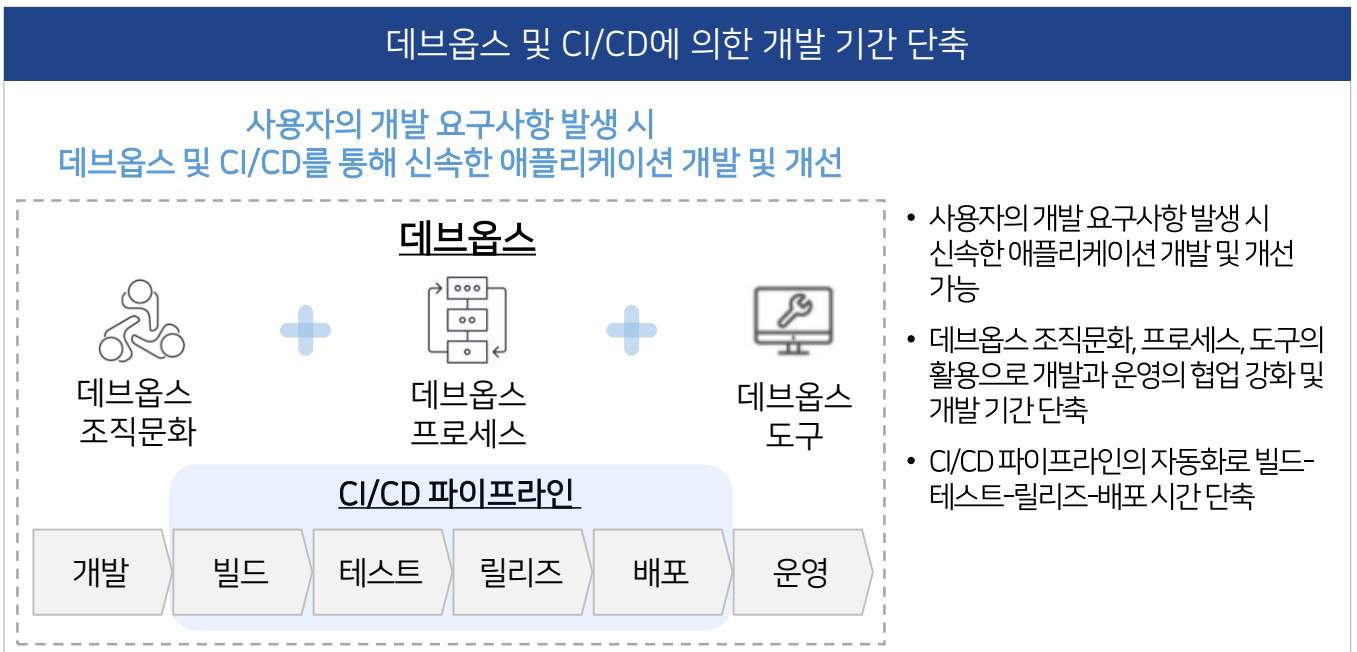 데브옵스 및 CI/CD에 의한 개발 기간 단축
사용자의 개발 요구사항 발생 시
데브옵스 및 CI/CD를 통해 신속한 애플리케이션 개발 및 개선
데브옵스
데브옵스
조직문화
데브옵스
프로세스
데브옵스
도구
CI/CD 파이프라인
개발
빌드
테스트
릴리즈
배포
운영
• 사용자의 개발 요구사항 발생 시
신속한 애플리케이션 개발 및 개선
가능
• 데브옵스 조직문화, 프로세스, 도구의
활용으로 개발과 운영의 협업 강화 및
개발 기간 단축
• CI/CD 파이프라인의 자동화로 빌드-
테스트-릴리즈-배포 시간 단축